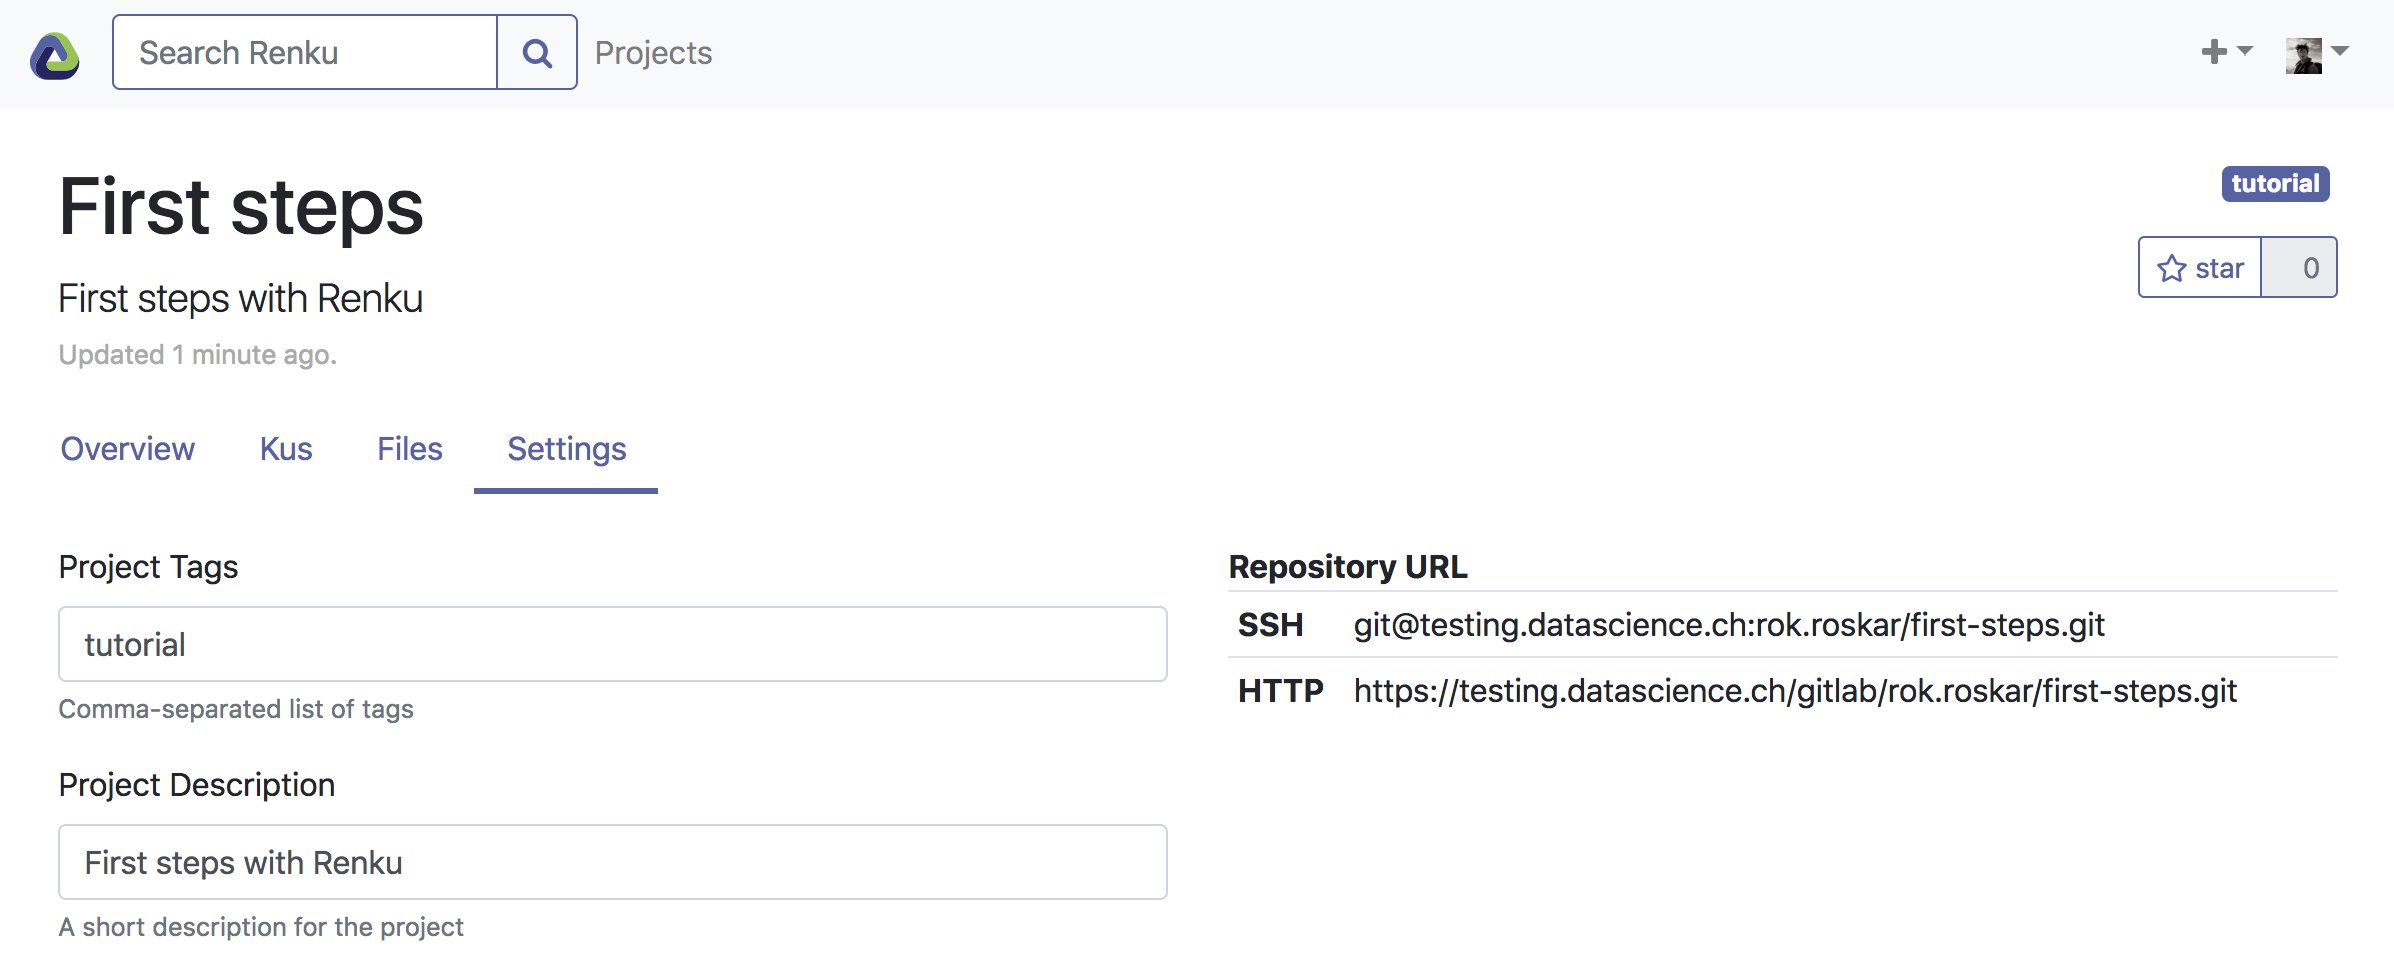 Search Renku
Projects
First steps
tutorial
star 0
First steps with Renku
Updated 1 minute ago.
Overview Kus Files Settings
Project Tags
tutorial
Comma-separated list of tags
Project Description
First steps with Renku
A short description for the project
Repository URL
SSH git@testing.datascience.ch:rok.roskar/first-steps.git
HTTP https://testing.datascience.ch/gitlab/rok.roskar/first-steps.git